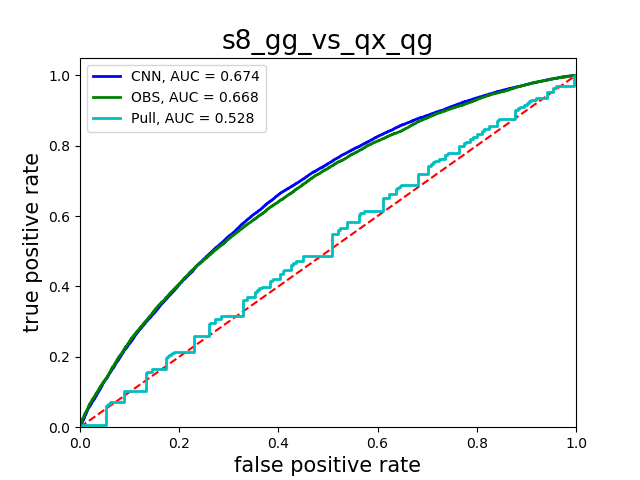 s8_gg_vs_qx_qg
CNN, AUC = 0.674
OBS, AUC = 0.668
Pull, AUC = 0.528
true positive rate
1.0
0.8
0.6
0.4
0.2
0.0
0.0 0.2 0.4 0.6 0.8 1.0
false positive rate